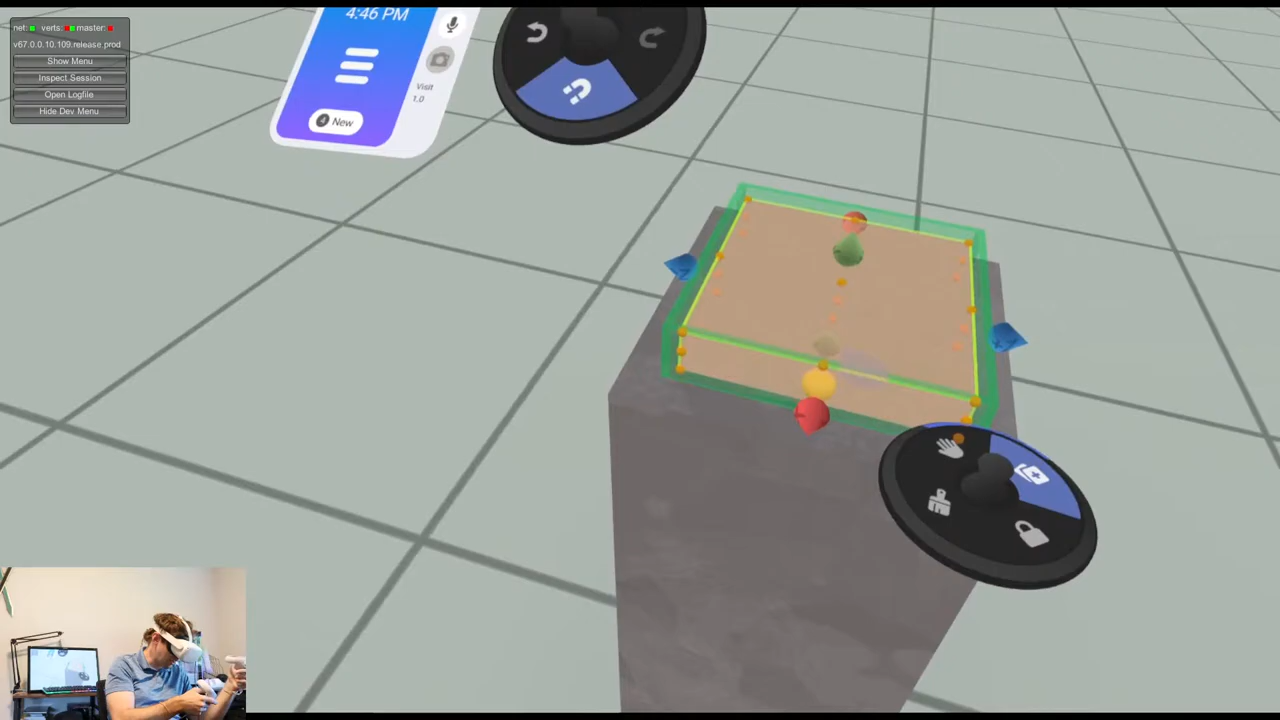 net: verts: master:
v67.0.0.10.109.release.prod
Show Menu
Inspect Session
Open Logfile
Hide Dev Menu
4:46 PM
Visit
1.0
New